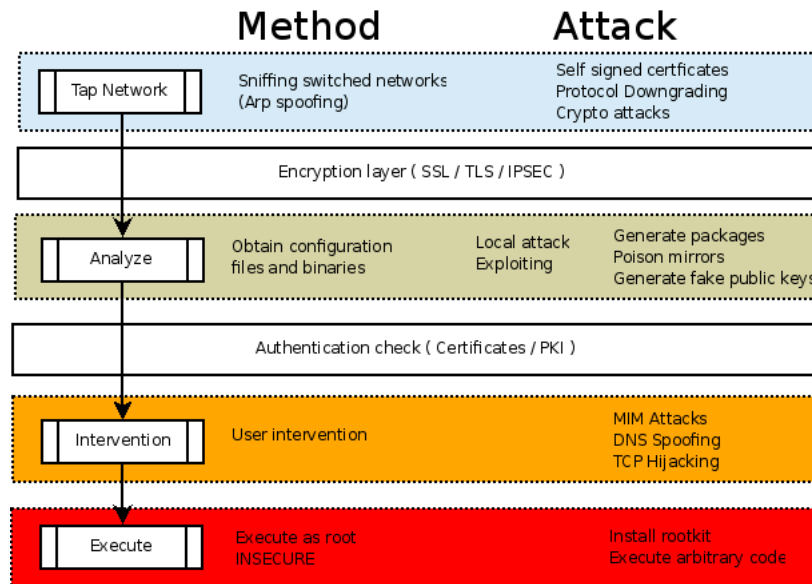 Method
Attack
Tap Network
Sniffing switched networks
(Arp spoofing)
Self signed certficates
Protocol Downgrading
Crypto attacks
Encryption layer ( SSL / TLS / IPSEC )
Analyze
Obtain configuration
files and binaries
Local attack
Exploiting
Generate packages
Poison mirrors
Generate fake public keys
Authentication check ( Certificates / PKI )
Intervention
User intervention
MIM Attacks
DNS Spoofing
TCP Hijacking
Execute
Execute as root
INSECURE
Install rootkit
Execute arbitrary code